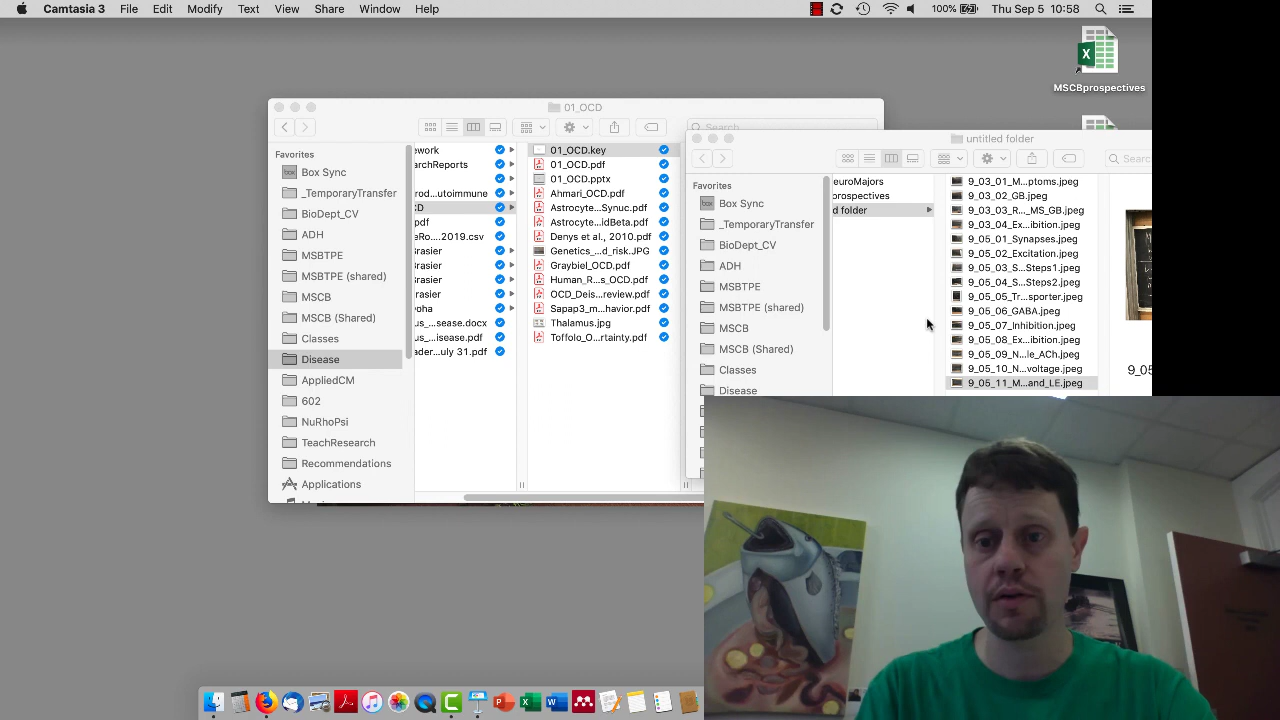 Camtasia 3 File Edit Modify Text View Share Window Help 100% Thu Sep 5 10:58
MSCBprospectives
01_OCD
Search
Favorites
Box Sync
_TemporaryTransfer
BioDept_CV
ADH
MSBTPE
MSBTPE (shared)
MSCB
MSCB (Shared)
Classes
Disease
AppliedCM
602
NuRhoPsi
TeachResearch
Recommendations
Applications
work
archReports
rod...utoimmune
CD
pdf
eRo....2019.csv
rasier
rasier
rasier
rasier
oha
us_...sease.docx
us_...isease.pdf
ader...uly 31.pdf
01_OCD.key
01_OCD.pdf
01_OCD.pptx
Ahmari_OCD.pdf
Astrocyte...Synuc.pdf
Astrocyte...idBeta.pdf
Denys et al., 2010.pdf
Genetics_...d_risk.JPG
Graybiel_OCD.pdf
Human_R...s_OCD.pdf
OCD_Deis...review.pdf
Sapap3_m...havior.pdf
Thalamus.jpg
Toffolo_O...rtainty.pdf
untitled folder
Searc
Favorites
Box Sync
_TemporaryTransfer
BioDept_CV
ADH
MSBTPE
MSBTPE (shared)
MSCB
MSCB (Shared)
Classes
Disease
euroMajors
prospectives
d folder
9_03_01_M...ptoms.jpeg
9_03_02_GB.jpeg
9_03_03_R..._MS_GB.jpeg
9_03_04_Ex...ibition.jpeg
9_05_01_Synapses.jpeg
9_05_02_Excitation.jpeg
9_05_03_S...Steps1.jpeg
9_05_04_S...Steps2.jpeg
9_05_05_Tr...sporter.jpeg
9_05_06_GABA.jpeg
9_05_07_Inhibition.jpeg
9_05_08_Ex...ibition.jpeg
9_05_09_N...le_ACh.jpeg
9_05_10_N...voltage.jpeg
9_05_11_M...and_LE.jpeg
9_05